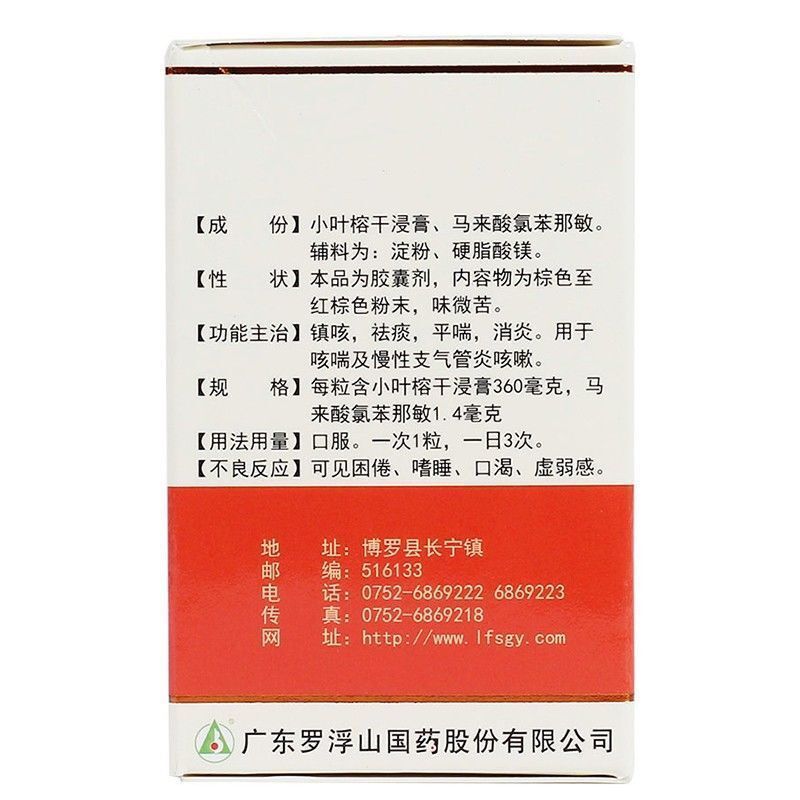 【成　份】小叶榕干浸膏、马来酸氯苯那敏。
辅料为：淀粉、硬脂酸镁。
【性　状】本品为胶囊剂，内容物为棕色至
红棕色粉末，味微苦。
【功能主治】镇咳，祛痰，平喘，消炎。用于
咳喘及慢性支气管炎咳嗽。
【规　格】每粒含小叶榕干浸膏360毫克，马
来酸氯苯那敏1.4毫克
【用法用量】口服。一次1粒，一日3次。
【不良反应】可见困倦、嗜睡、口渴、虚弱感。
地　址：博罗县长宁镇
邮　编：516133
电　话：0752-6869222 6869223
传　真：0752-6869218
网　址：http://www.lfsgy.com
广东罗浮山国药股份有限公司